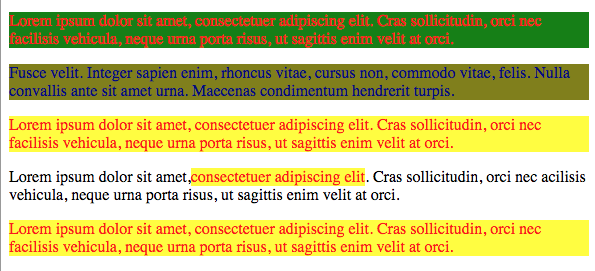 Lorem ipsum dolor sit amet, consectetuer adipiscing elit. Cras sollicitudin, orci nec
facilisis vehicula, neque urna porta risus, ut sagittis enim velit at orci.
Fusce velit. Integer sapien enim, rhoncus vitae, cursus non, commodo vitae, felis. Nulla
convallis ante sit amet urna. Maecenas condimentum hendrerit turpis.
Lorem ipsum dolor sit amet, consectetuer adipiscing elit. Cras sollicitudin, orci nec
facilisis vehicula, neque urna porta risus, ut sagittis enim velit at orci.
Lorem ipsum dolor sit amet,consectetuer adipiscing elit. Cras sollicitudin, orci nec acilisis
vehicula, neque urna porta risus, ut sagittis enim velit at orci.
Lorem ipsum dolor sit amet, consectetuer adipiscing elit. Cras sollicitudin, orci nec
facilisis vehicula, neque urna porta risus, ut sagittis enim velit at orci.